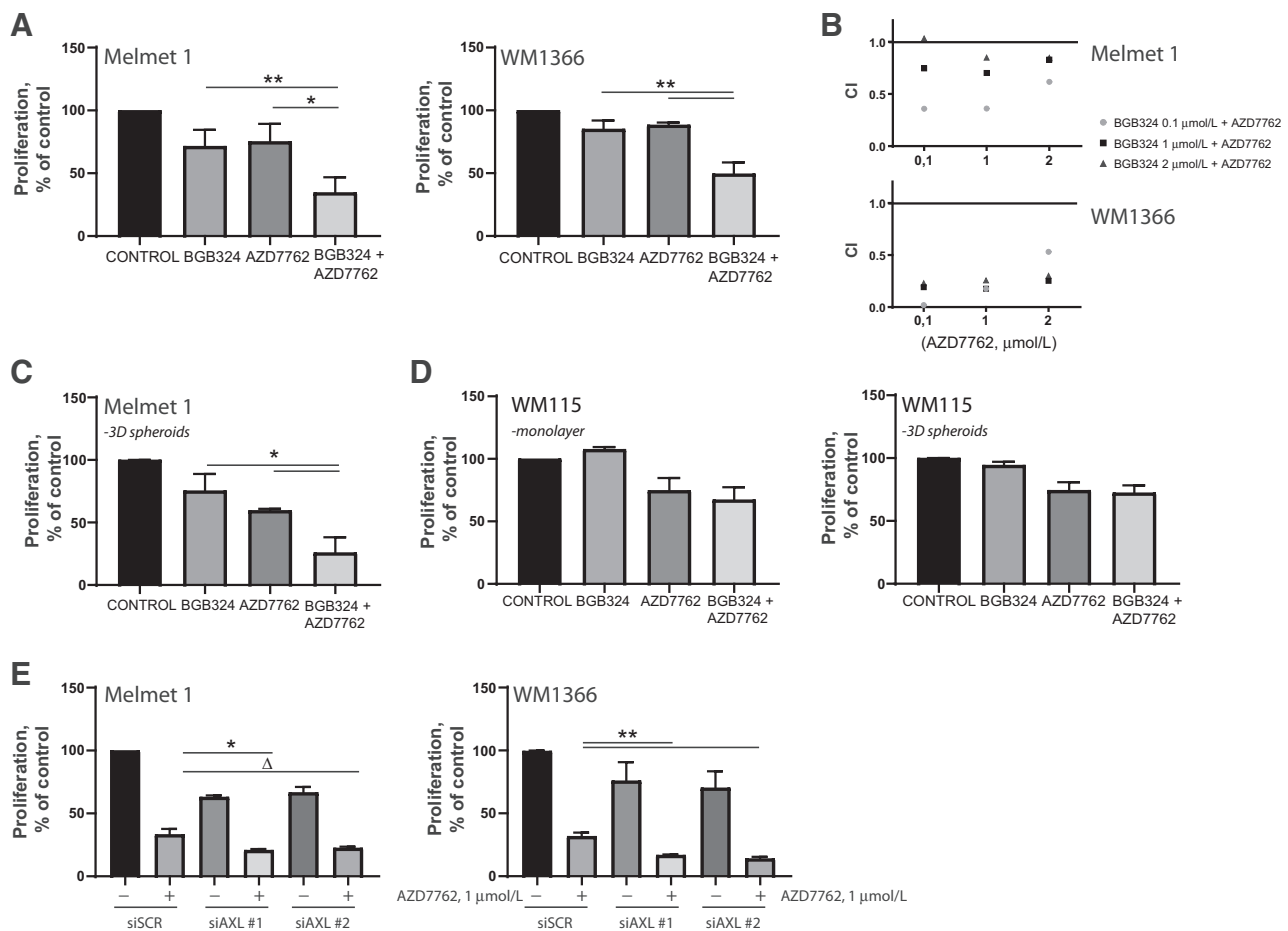 A
Melmet 1
Proliferation,
% of control
150
100
50
0
**
*
CONTROL BGB324 AZD7762 BGB324 +
AZD7762
WM1366
Proliferation,
% of control
150
100
50
0
**
CONTROL BGB324 AZD7762 BGB324 +
AZD7762
B
Melmet 1
CI
1.0
0.5
0.0
0,1 1 2
BGB324 0.1 µmol/L + AZD7762
BGB324 1 µmol/L + AZD7762
BGB324 2 µmol/L + AZD7762
WM1366
CI
1.0
0.5
0.0
0,1 1 2
(AZD7762, µmol/L)
C
Melmet 1
-3D spheroids
Proliferation,
% of control
150
100
50
0
*
CONTROL BGB324 AZD7762 BGB324 +
AZD7762
D
WM115
-monolayer
Proliferation,
% of control
150
100
50
0
CONTROL BGB324 AZD7762 BGB324 +
AZD7762
WM115
-3D spheroids
Proliferation,
% of control
150
100
50
0
CONTROL BGB324 AZD7762 BGB324 +
AZD7762
E
Melmet 1
Proliferation,
% of control
150
100
50
0
*
Δ
− + − + − + AZD7762, 1 µmol/L
siSCR siAXL #1 siAXL #2
WM1366
Proliferation,
% of control
150
100
50
0
**
− + − + − + AZD7762, 1 µmol/L
siSCR siAXL #1 siAXL #2